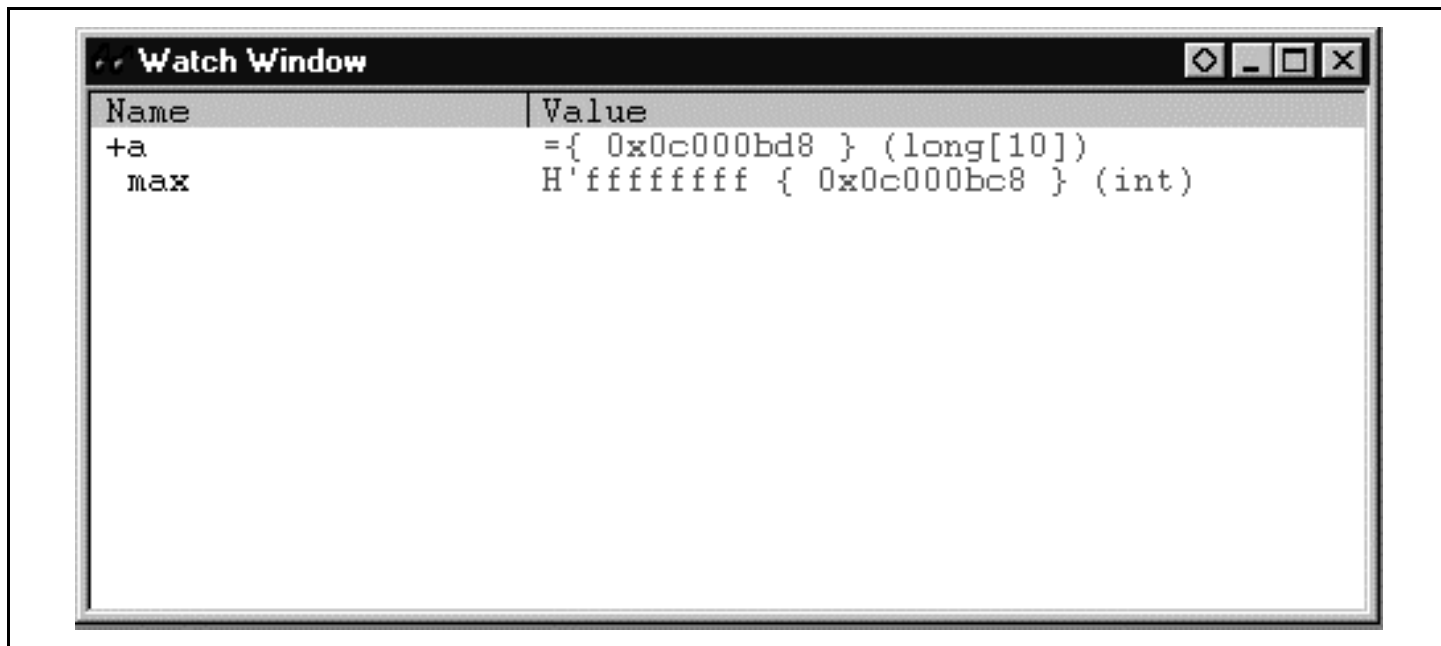 Watch Window
Name Value
+a ={ 0x0c000bd8 } (long[10])
max H'ffffffff { 0x0c000bc8 } (int)